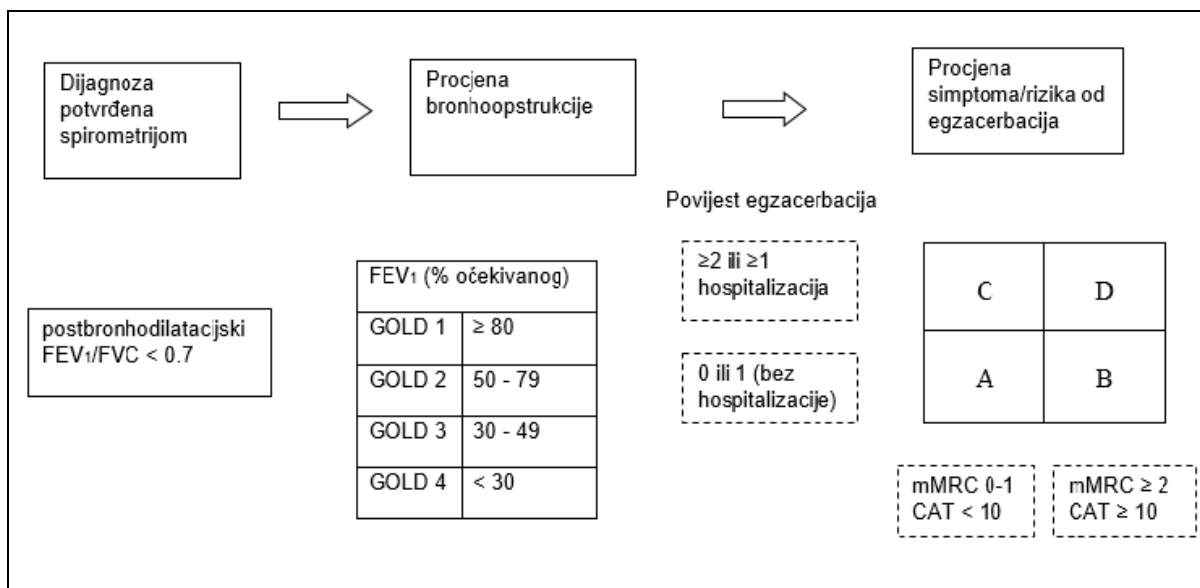 Dijagnoza
potvrđena
spirometrijom
Procjena
bronhoopstrukcije
Procjena
simptoma/rizika od
egzacerbacija
postbronhodilatacijski
FEV₁/FVC < 0.7
FEV₁ (% očekivanog)
GOLD 1 ≥ 80
GOLD 2 50 - 79
GOLD 3 30 - 49
GOLD 4 < 30
Povijest egzacerbacija
≥2 ili ≥1
hospitalizacija
0 ili 1 (bez
hospitalizacije)
C D
A B
mMRC 0-1
CAT < 10
mMRC ≥ 2
CAT ≥ 10